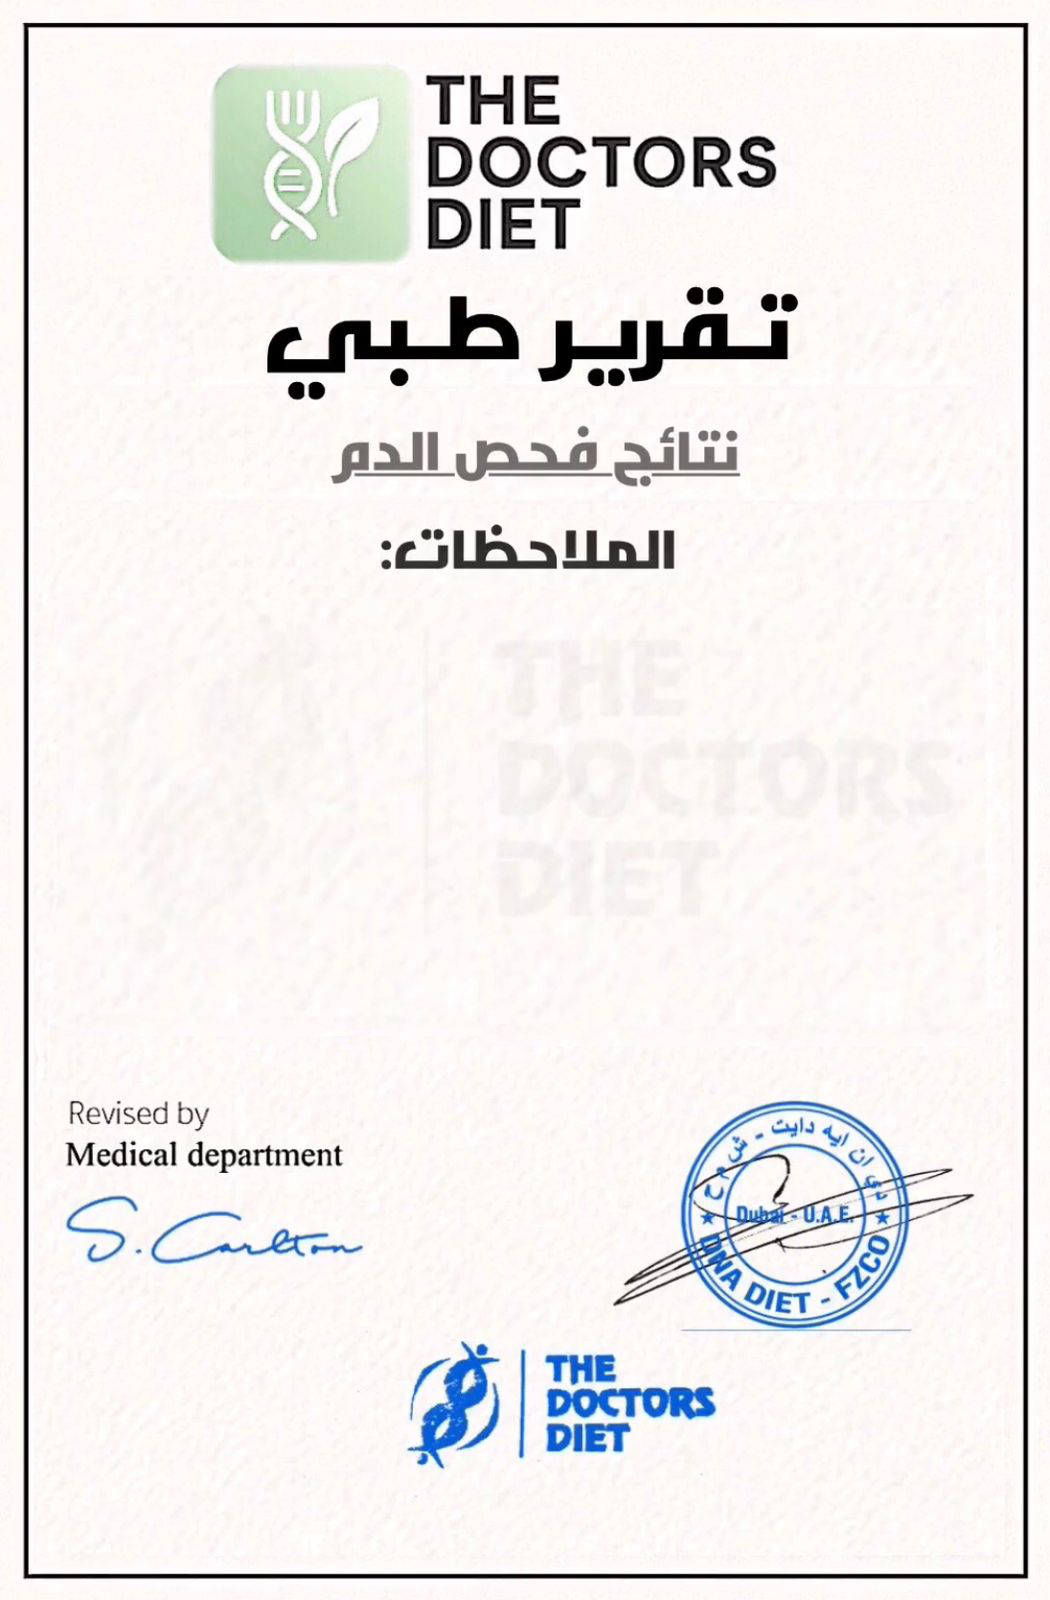 THE
DOCTORS
DIET
تقرير طبي
نتائج فحص الدم
الملاحظات:
THE
DOCTORS
DIET
Revised by
Medical department
S. Carlton
دي ان ايه دايت - ش م ح
Dubai - U.A.E.
DNA DIET - FZCO
THE
DOCTORS
DIET